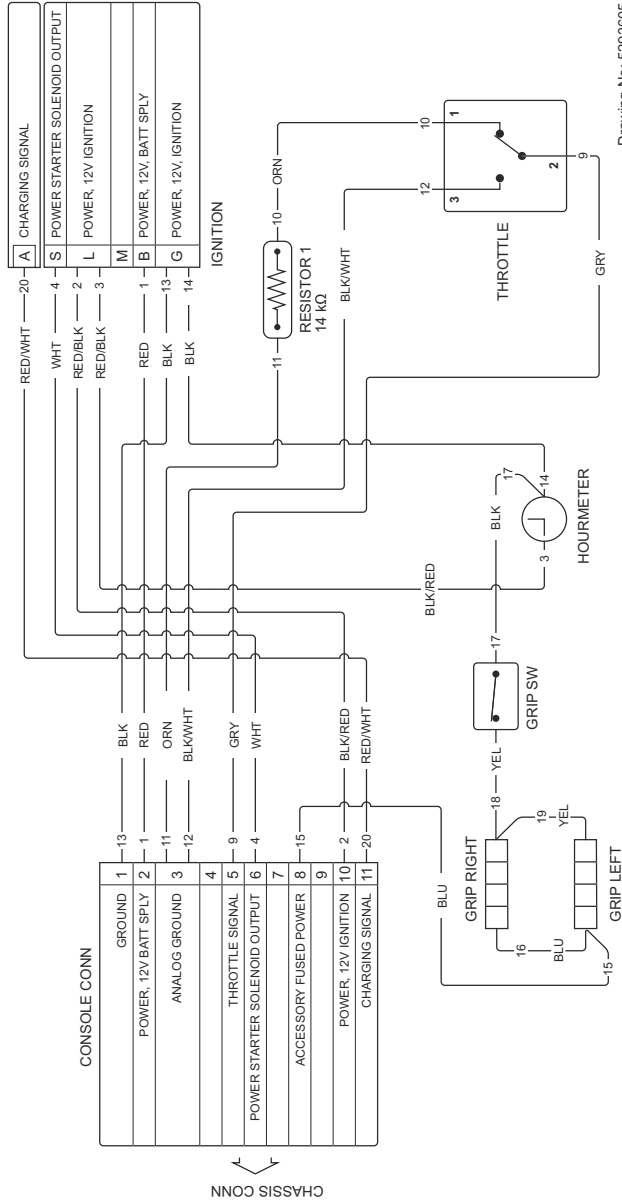 CONSOLE CONN
GROUND 1 13 BLK
POWER, 12V BATT SPLY 2 1 RED
ANALOG GROUND 3 11 ORN
12 BLK/WHT
4
THROTTLE SIGNAL 5 9 GRY
POWER STARTER SOLENOID OUTPUT 6 4 WHT
7
ACCESSORY FUSED POWER 8 15
9
POWER, 12V IGNITION 10 2 BLK/RED
CHARGING SIGNAL 11 20 RED/WHT
CHASSIS CONN
RED/WHT 20 A CHARGING SIGNAL
WHT 4 S POWER STARTER SOLENOID OUTPUT
RED/BLK 2 L POWER, 12V IGNITION
RED/BLK 3
M
RED 1 B POWER, 12V, BATT SPLY
BLK 13 G POWER, 12V, IGNITION
BLK 14
IGNITION
11
RESISTOR 1
14 kΩ
10
ORN
10
BLK/WHT
12
1
3
2
THROTTLE
9
GRY
BLU
GRIP RIGHT
16
BLU
15
GRIP LEFT
18
YEL
19
YEL
GRIP SW
17
BLK
17
BLK/RED
3
14
HOURMETER
Drawing No: